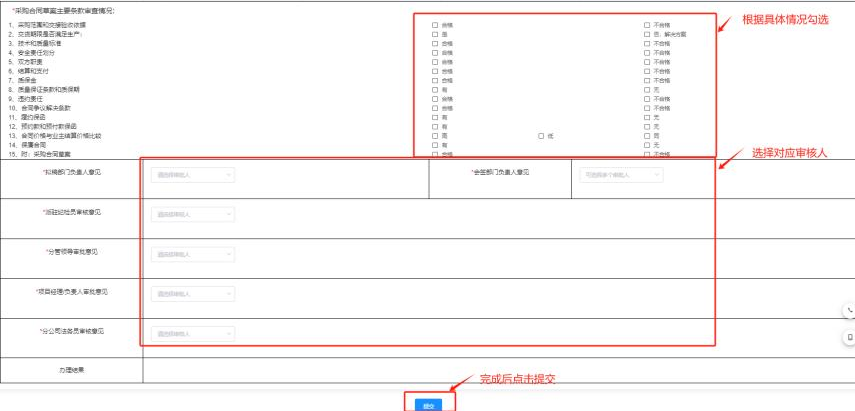 *采购合同草案主要条款审查情况：
1、采购范围和交接验收依据 合格 不合格
2、交货期限是否满足生产： 是 否，解决方案
3、技术和质量标准 合格 不合格
4、安全责任划分 合格 不合格
5、双方职责 合格 不合格
6、结算和支付 合格 不合格
7、质保金 合格 不合格
8、质量保证条款和质保期 有 无
9、违约责任 合格 不合格
10、合同争议解决条款 合格 不合格
11、履约保函 有 无
12、预付款和预付款保函 有 无
13、合同价格与业主结算价格比较 低 同
14、保廉合同 有 无
15、附：采购合同草案 合格 不合格
根据具体情况勾选
选择对应审核人
*拟稿部门负责人意见 请选择审批人 *会签部门负责人意见 可选择多个审批人
*派驻纪检员审核意见 请选择审批人
*分管领导审批意见 请选择审批人
*项目经理/负责人审批意见 请选择审批人
*分公司法务员审核意见 请选择审批人
办理结果
完成后点击提交
提交